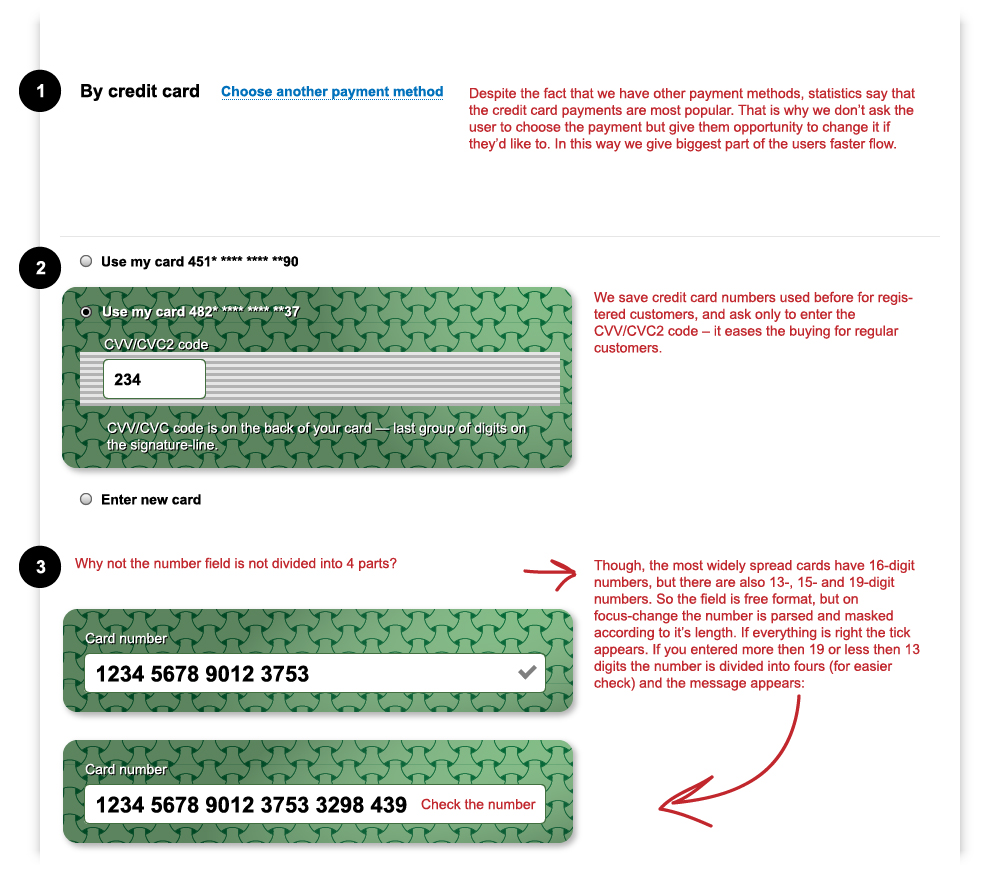 1
By credit card
Choose another payment method
Despite the fact that we have other payment methods, statistics say that
the credit card payments are most popular. That is why we don't ask the
user to choose the payment but give them opportunity to change it if
they'd like to. In this way we give biggest part of the users faster flow.
2
Use my card 451* **** **** **90
Use my card 482* **** **** **37
CVV/CVC2 code
234
CVV/CVC code is on the back of your card — last group of digits on
the signature-line.
We save credit card numbers used before for regis-
tered customers, and ask only to enter the
CVV/CVC2 code – it eases the buying for regular
customers.
Enter new card
3
Why not the number field is not divided into 4 parts?
Though, the most widely spread cards have 16-digit
numbers, but there are also 13-, 15- and 19-digit
numbers. So the field is free format, but on
focus-change the number is parsed and masked
according to it's length. If everything is right the tick
appears. If you entered more then 19 or less then 13
digits the number is divided into fours (for easier
check) and the message appears:
Card number
1234 5678 9012 3753
Card number
1234 5678 9012 3753 3298 439
Check the number